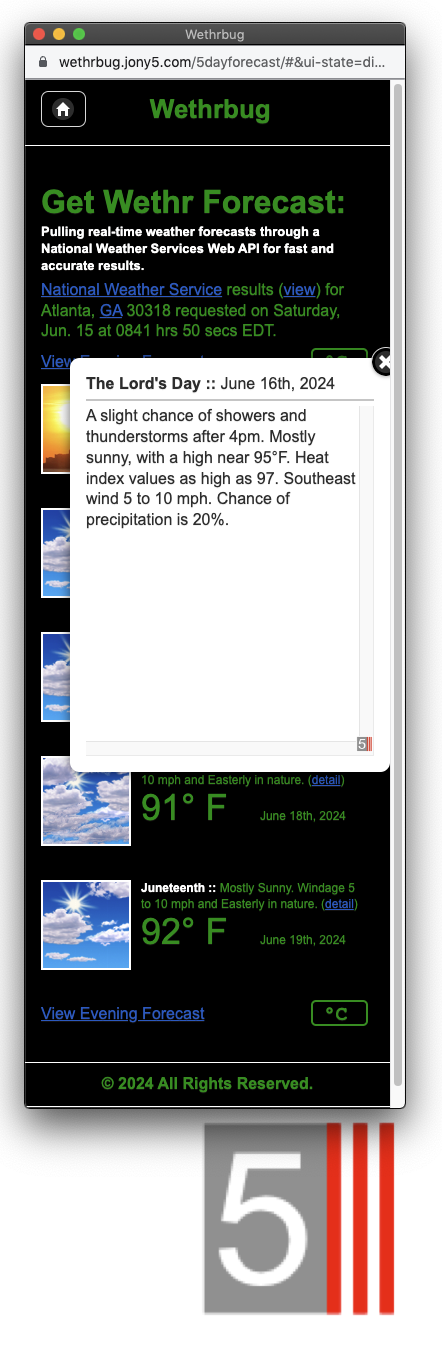 Wethrbug
wethrbug.jony5.com/5dayforecast/#&ui-state=di...
Wethrbug
Get Wethr Forecast:
Pulling real-time weather forecasts through a
National Weather Services Web API for fast and
accurate results.
National Weather Service results (view) for
Atlanta, GA 30318 requested on Saturday,
Jun. 15 at 0841 hrs 50 secs EDT.
The Lord's Day :: June 16th, 2024
A slight chance of showers and
thunderstorms after 4pm. Mostly
sunny, with a high near 95°F. Heat
index values as high as 97. Southeast
wind 5 to 10 mph. Chance of
precipitation is 20%.
5
10 mph and Easterly in nature. (detail)
91° F June 18th, 2024
Juneteenth :: Mostly Sunny. Windage 5
to 10 mph and Easterly in nature. (detail)
92° F June 19th, 2024
View Evening Forecast °C
© 2024 All Rights Reserved.
5